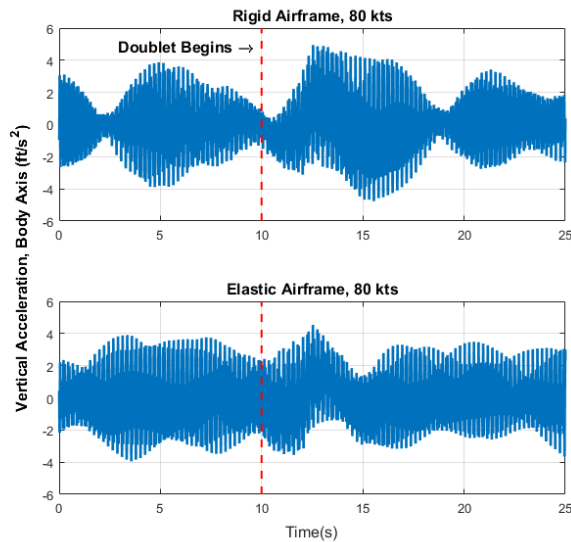 Rigid Airframe, 80 kts
Doublet Begins →
6
4
2
0
-2
-4
-6
0 5 10 15 20 25
Vertical Acceleration, Body Axis (ft/s²)
Elastic Airframe, 80 kts
6
4
2
0
-2
-4
-6
0 5 10 15 20 25
Time(s)